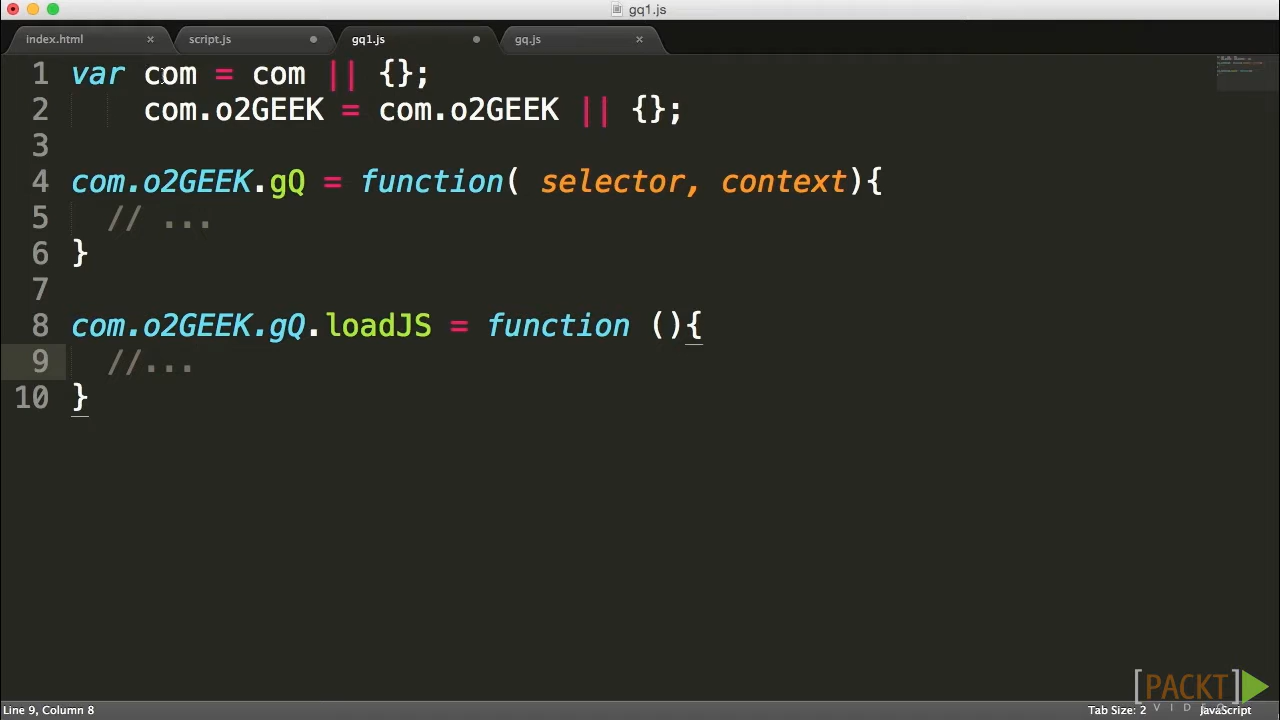 gq1.js
index.html × script.js gq1.js gq.js ×
1 var com = com || {};
2 com.o2GEEK = com.o2GEEK || {};
3
4 com.o2GEEK.gQ = function( selector, context){
5 // ...
6 }
7
8 com.o2GEEK.gQ.loadJS = function (){
9 //...
10 }
[PACKT]
VIDEO
Line 9, Column 8 Tab Size: 2 JavaScript